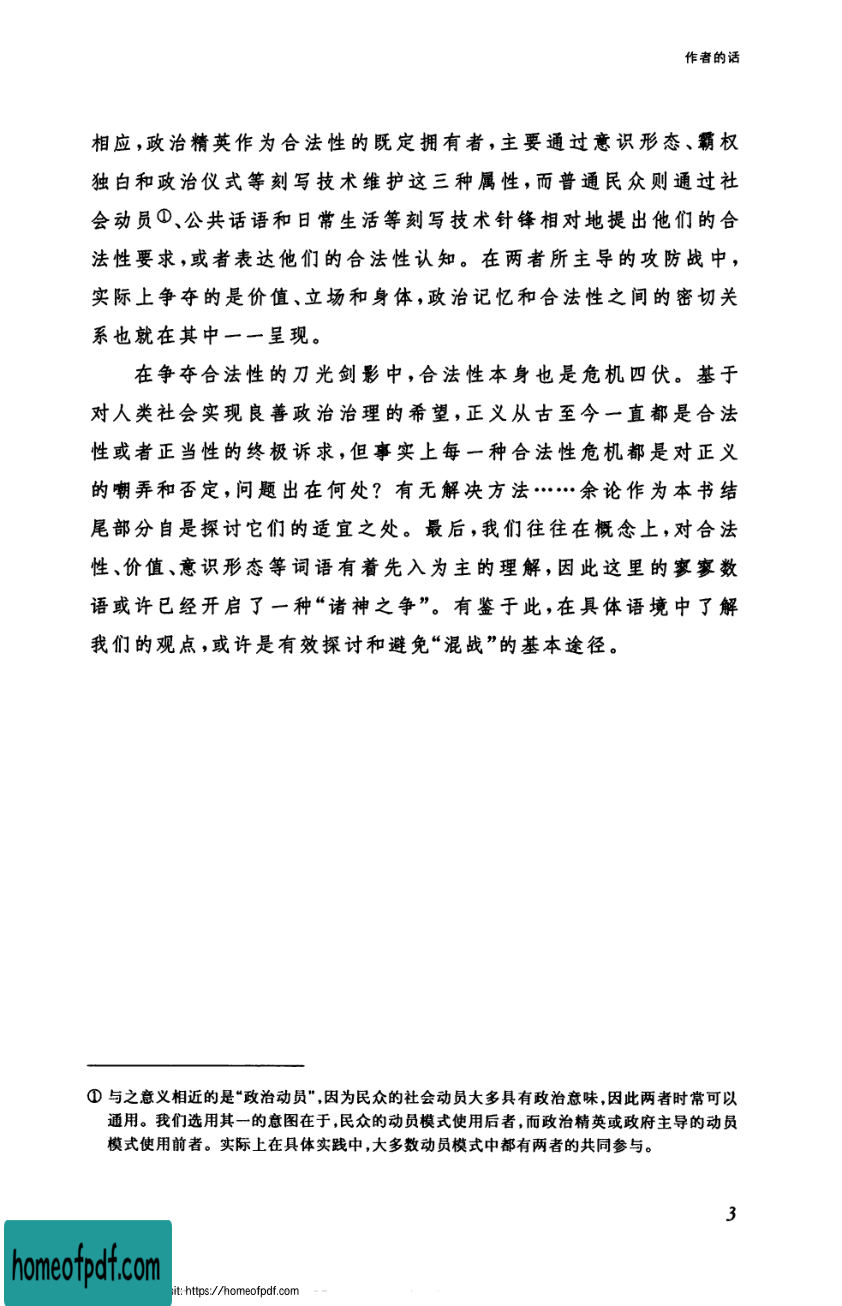 作者的话
相应,政治精英作为合法性的既定拥有者,主要通过意识形态、霸权
独白和政治仪式等刻写技术维护这三种属性,而普通民众则通过社
会动员①、公共话语和日常生活等刻写技术针锋相对地提出他们的合
法性要求,或者表达他们的合法性认知。在两者所主导的攻防战中,
实际上争夺的是价值、立场和身体,政治记忆和合法性之间的密切关
系也就在其中一一呈现。
在争夺合法性的刀光剑影中,合法性本身也是危机四伏。基于
对人类社会实现良善政治治理的希望,正义从古至今一直都是合法
性或者正当性的终极诉求,但事实上每一种合法性危机都是对正义
的嘲弄和否定,问题出在何处?有无解决方法……余论作为本书结
尾部分自是探讨它们的适宜之处。最后,我们往往在概念上,对合法
性、价值、意识形态等词语有着先入为主的理解,因此这里的寥寥数
语或许已经开启了一种“诸神之争”。有鉴于此,在具体语境中了解
我们的观点,或许是有效探讨和避免“混战”的基本途径。
① 与之意义相近的是“政治动员”,因为民众的社会动员大多具有政治意味,因此两者时常可以
通用。我们选用其一的意图在于,民众的动员模式使用后者,而政治精英或政府主导的动员
模式使用前者。实际上在具体实践中,大多数动员模式中都有两者的共同参与。
3
homeofpdf.com
sit: https://homeofpdf.com